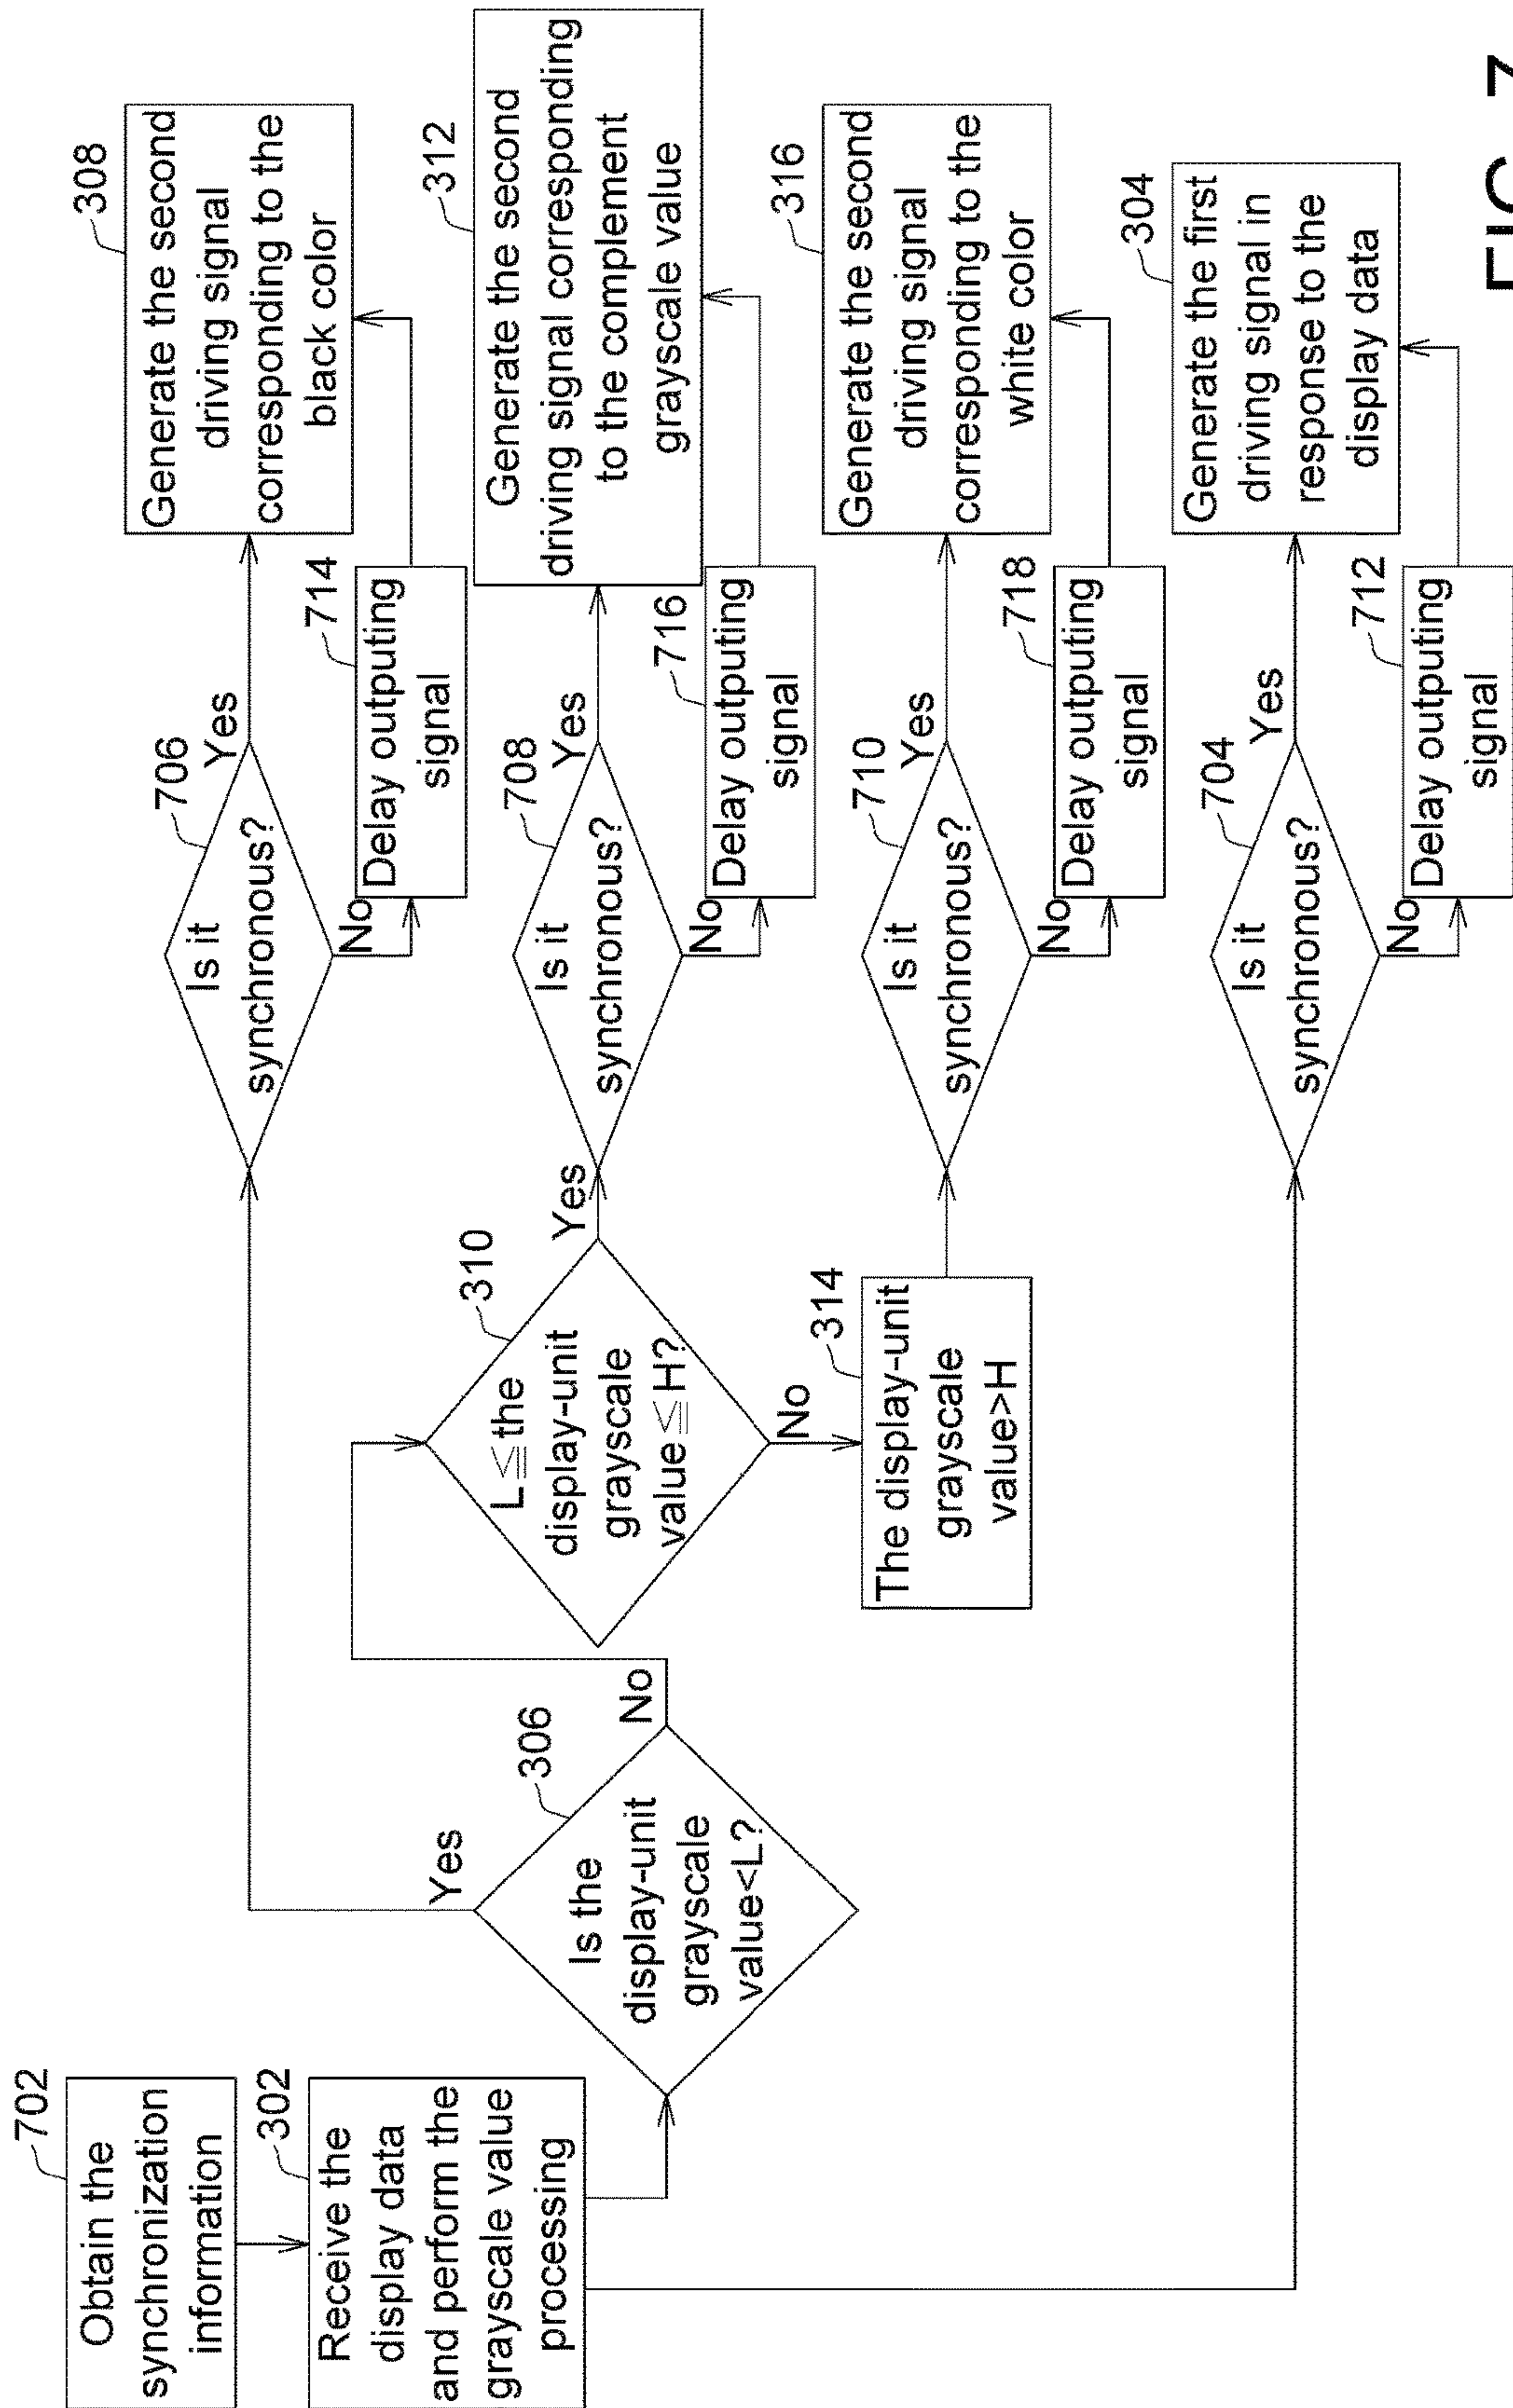 702
Obtain the
synchronization
information
302
Receive the
display data
and perform the
grayscale value
processing
306
Is the
display-unit
grayscale
value<L?
Yes
No
310
L≦the
display-unit
grayscale
value≦H?
Yes
No
314
The display-unit
grayscale
value>H
706
Is it
synchronous?
Yes
No
714
Delay outputing
signal
308
Generate the second
driving signal
corresponding to the
black color
708
Is it
synchronous?
Yes
No
716
Delay outputing
signal
312
Generate the second
driving signal corresponding
to the complement
grayscale value
710
Is it
synchronous?
Yes
No
718
Delay outputing
signal
316
Generate the second
driving signal
corresponding to the
white color
704
Is it
synchronous?
Yes
No
712
Delay outputing
signal
304
Generate the first
driving signal in
response to the
display data